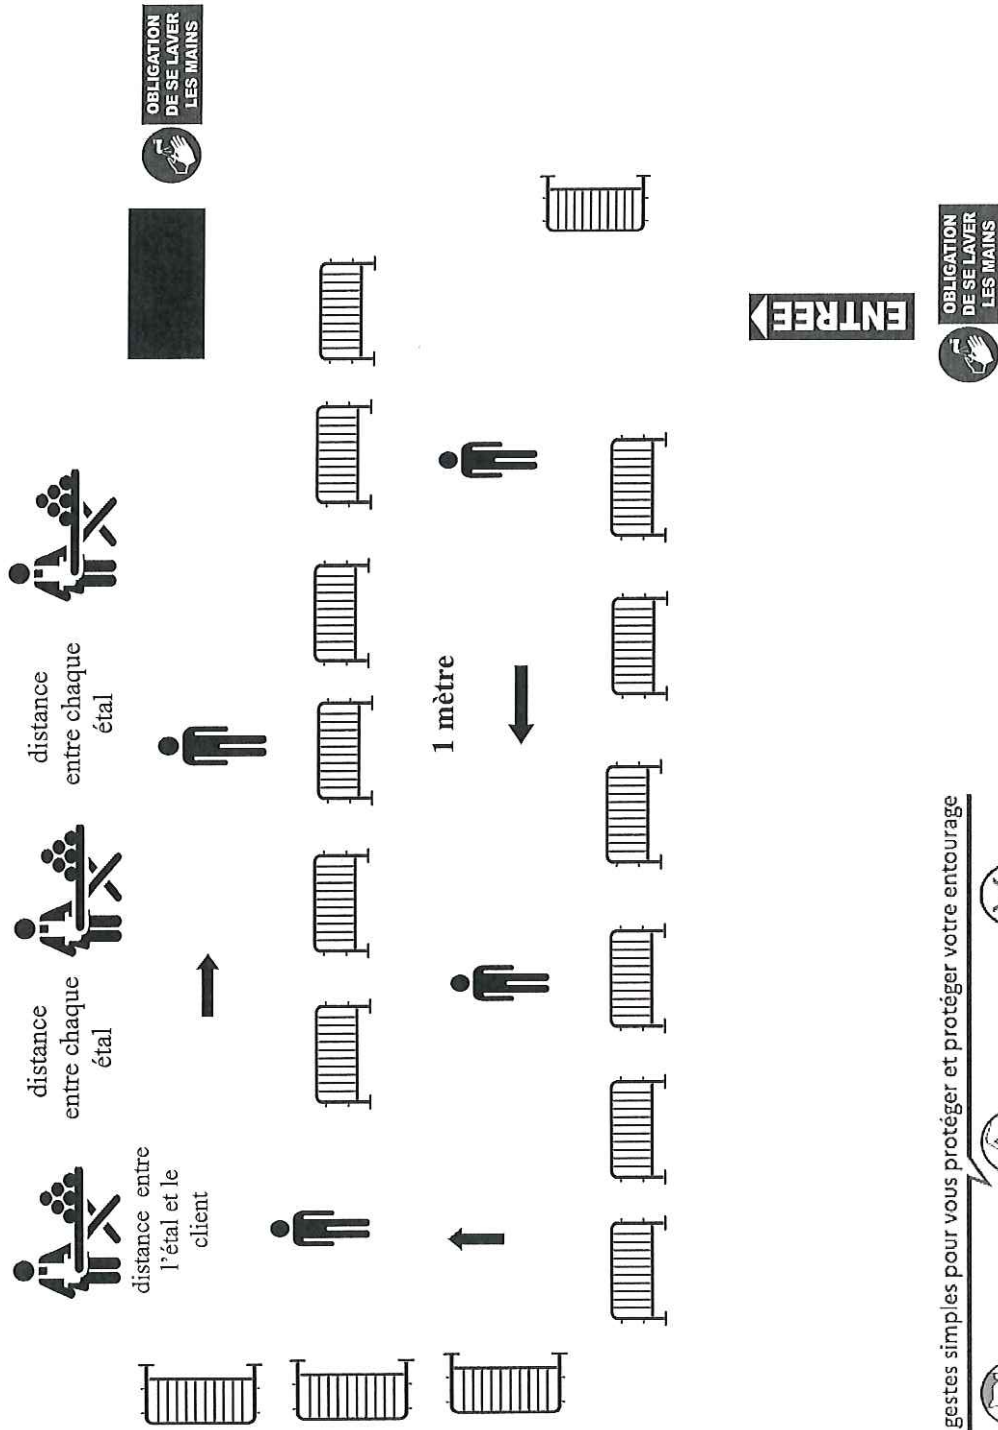 OBLIGATION
DE SE LAVER
LES MAINS
distance
entre chaque
étal
distance
entre chaque
étal
distance entre
l'étal et le
client
1 mètre
ENTREE
OBLIGATION
DE SE LAVER
LES MAINS
gestes simples pour vous protéger et protéger votre entourage